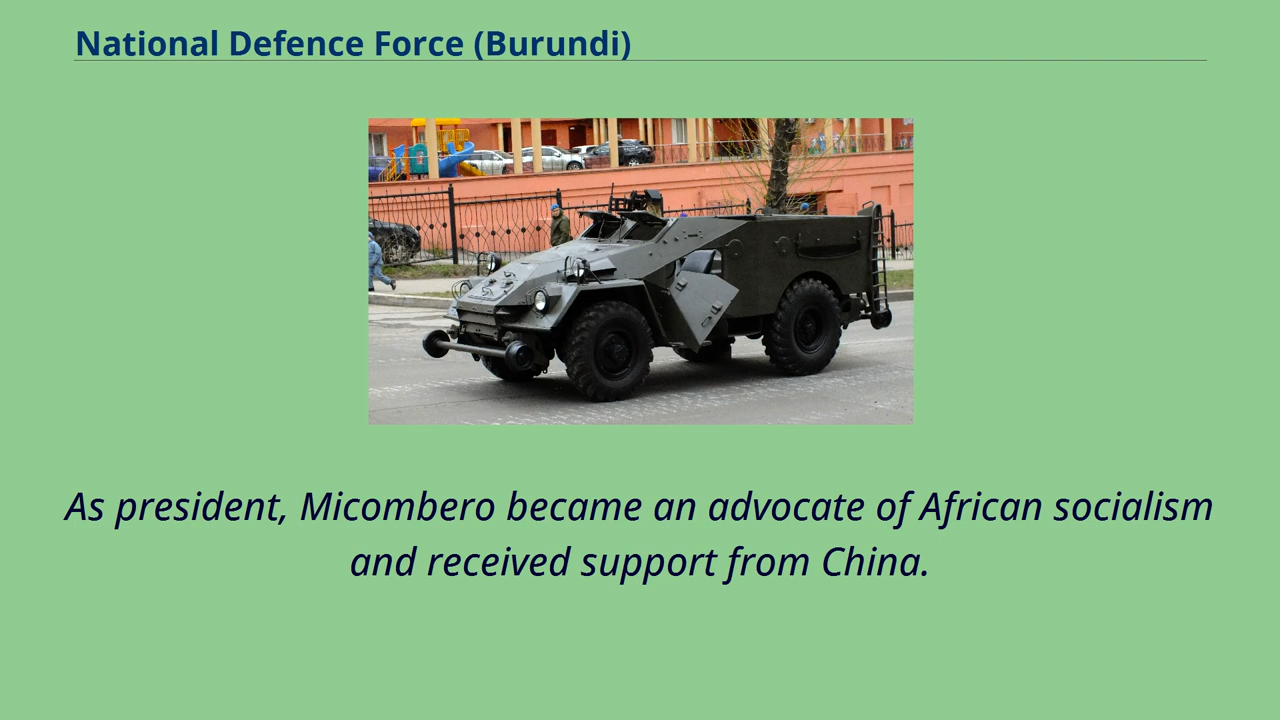 National Defence Force (Burundi)
As president, Micombero became an advocate of African socialism
and received support from China.